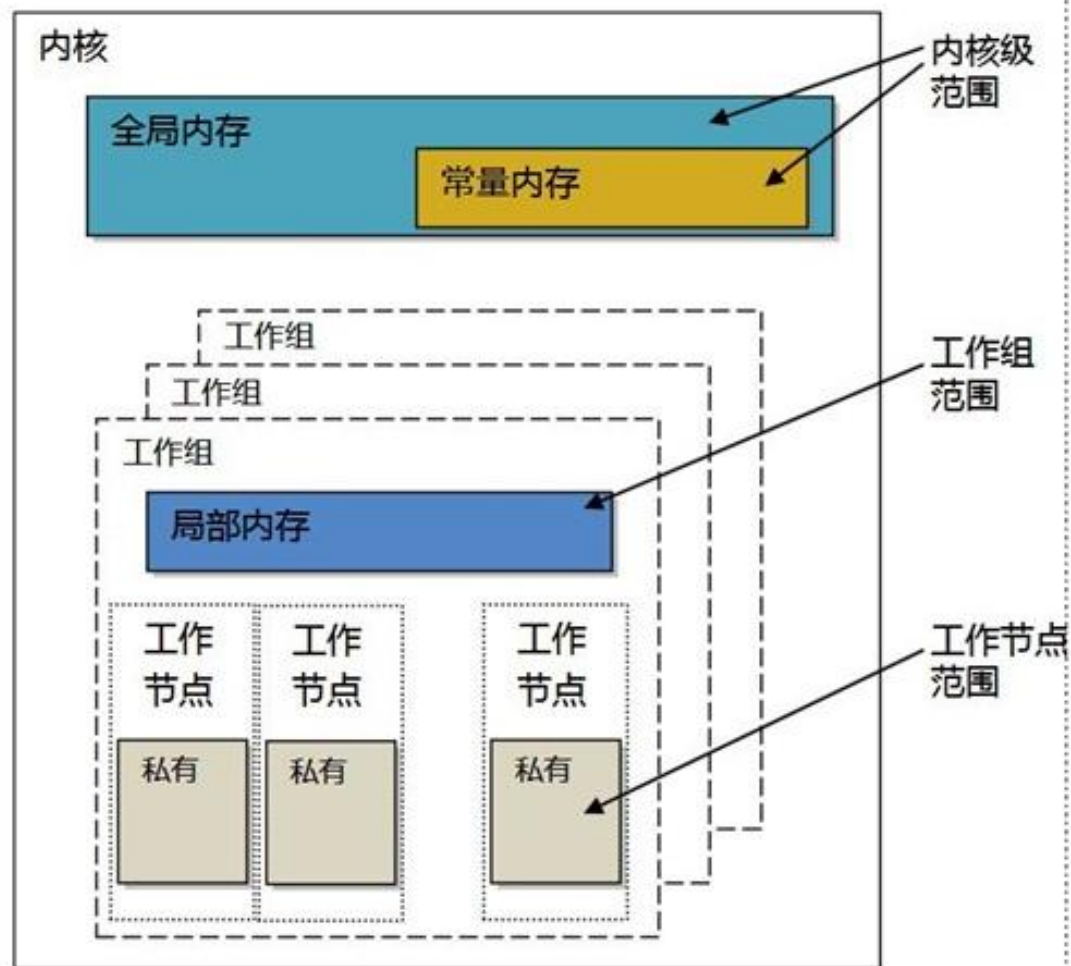 内核
全局内存
常量内存
内核级
范围
工作组
工作组
工作组
工作组
范围
局部内存
工作
节点
工作
节点
工作
节点
工作节点
范围
私有
私有
私有